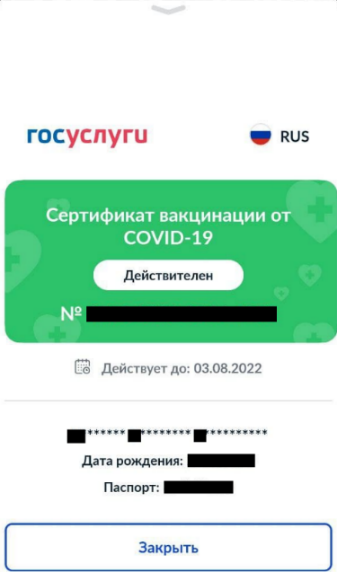 госуслуги RUS
Сертификат вакцинации от
COVID-19
Действителен
№
Действует до: 03.08.2022
****** ******** **********
Дата рождения:
Паспорт:
Закрыть